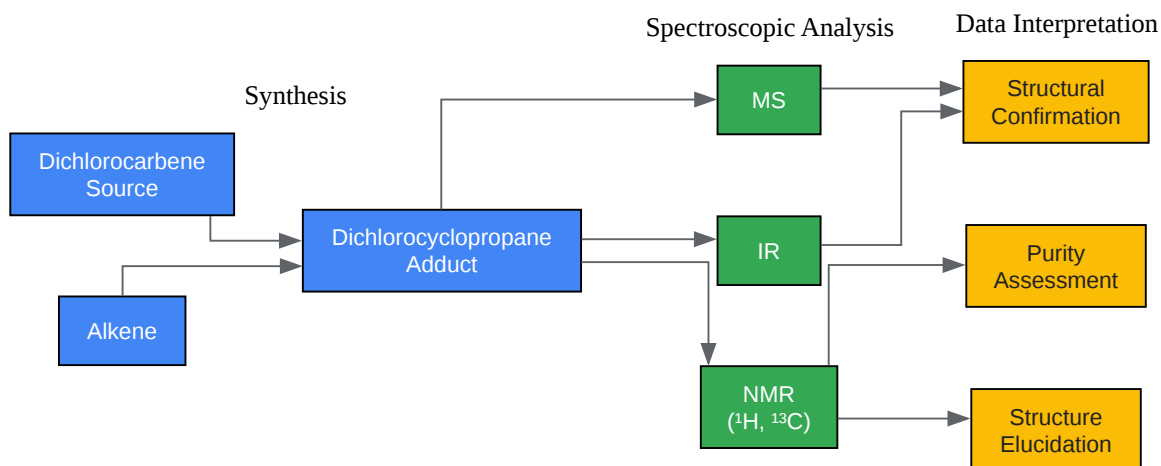 Spectroscopic Analysis
Data Interpretation
Synthesis
MS
Structural
Confirmation
Dichlorocarbene
Source
Dichlorocyclopropane
Adduct
IR
Purity
Assessment
Alkene
NMR
(¹H, ¹³C)
Structure
Elucidation